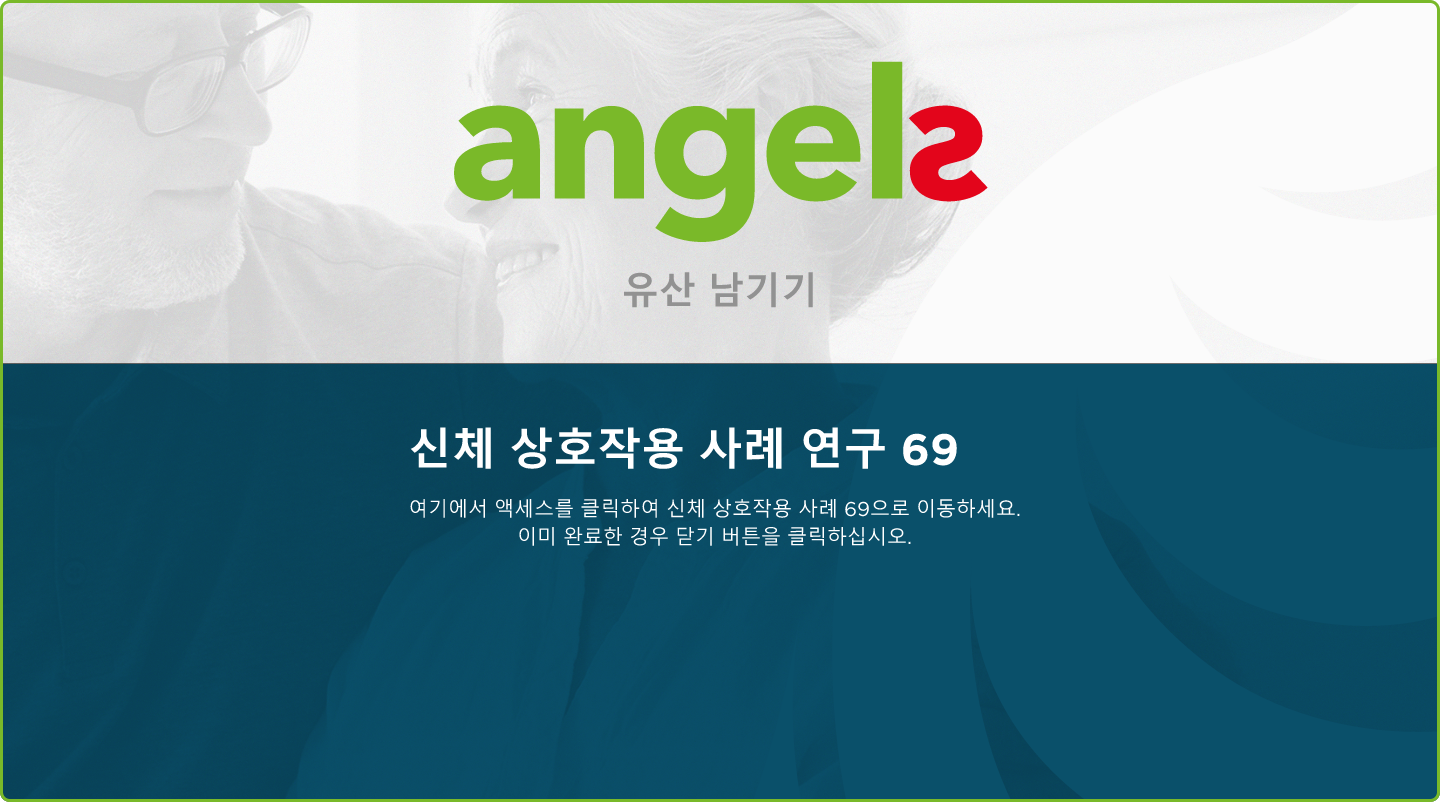 angels
유산 남기기
신체 상호작용 사례 연구 69
여기에서 액세스를 클릭하여 신체 상호작용 사례 69으로 이동하세요.
이미 완료한 경우 닫기 버튼을 클릭하십시오.